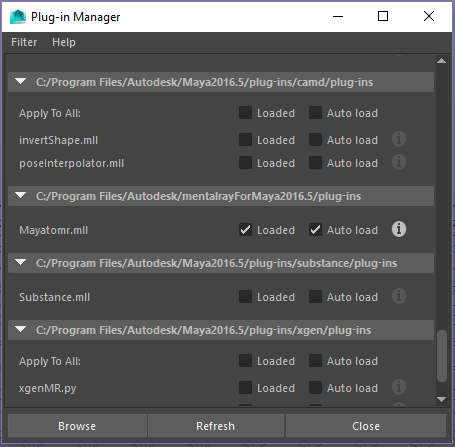 Plug-in Manager
Filter Help
C:/Program Files/Autodesk/Maya2016.5/plug-ins/camd/plug-ins
Apply To All: Loaded Auto load
invertShape.mll Loaded Auto load
poseInterpolator.mll Loaded Auto load
C:/Program Files/Autodesk/mentalrayForMaya2016.5/plug-ins
Mayatomr.mll Loaded Auto load
C:/Program Files/Autodesk/Maya2016.5/plug-ins/substance/plug-ins
Substance.mll Loaded Auto load
C:/Program Files/Autodesk/Maya2016.5/plug-ins/xgen/plug-ins
Apply To All: Loaded Auto load
xgenMR.py Loaded Auto load
Browse Refresh Close